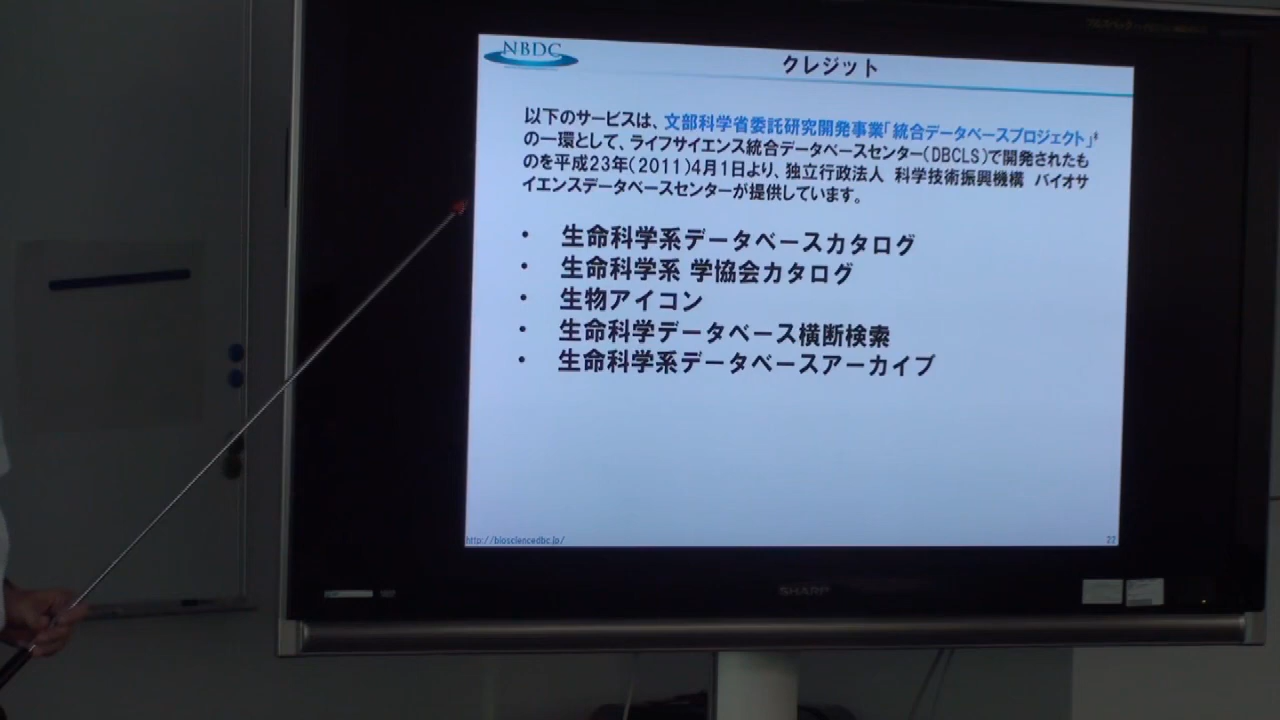 NBDC
クレジット
以下のサービスは、文部科学省委託研究開発事業「統合データベースプロジェクト」
の一環として、ライフサイエンス統合データベースセンター(DBCLS)で開発されたも
のを平成23年(2011)4月1日より、独立行政法人 科学技術振興機構 バイオサ
イエンスデータベースセンターが提供しています。
• 生命科学系データベースカタログ
• 生命科学系 学協会カタログ
• 生物アイコン
• 生命科学データベース横断検索
• 生命科学系データベースアーカイブ
http://biosciencedbc.jp/
22
SHARP